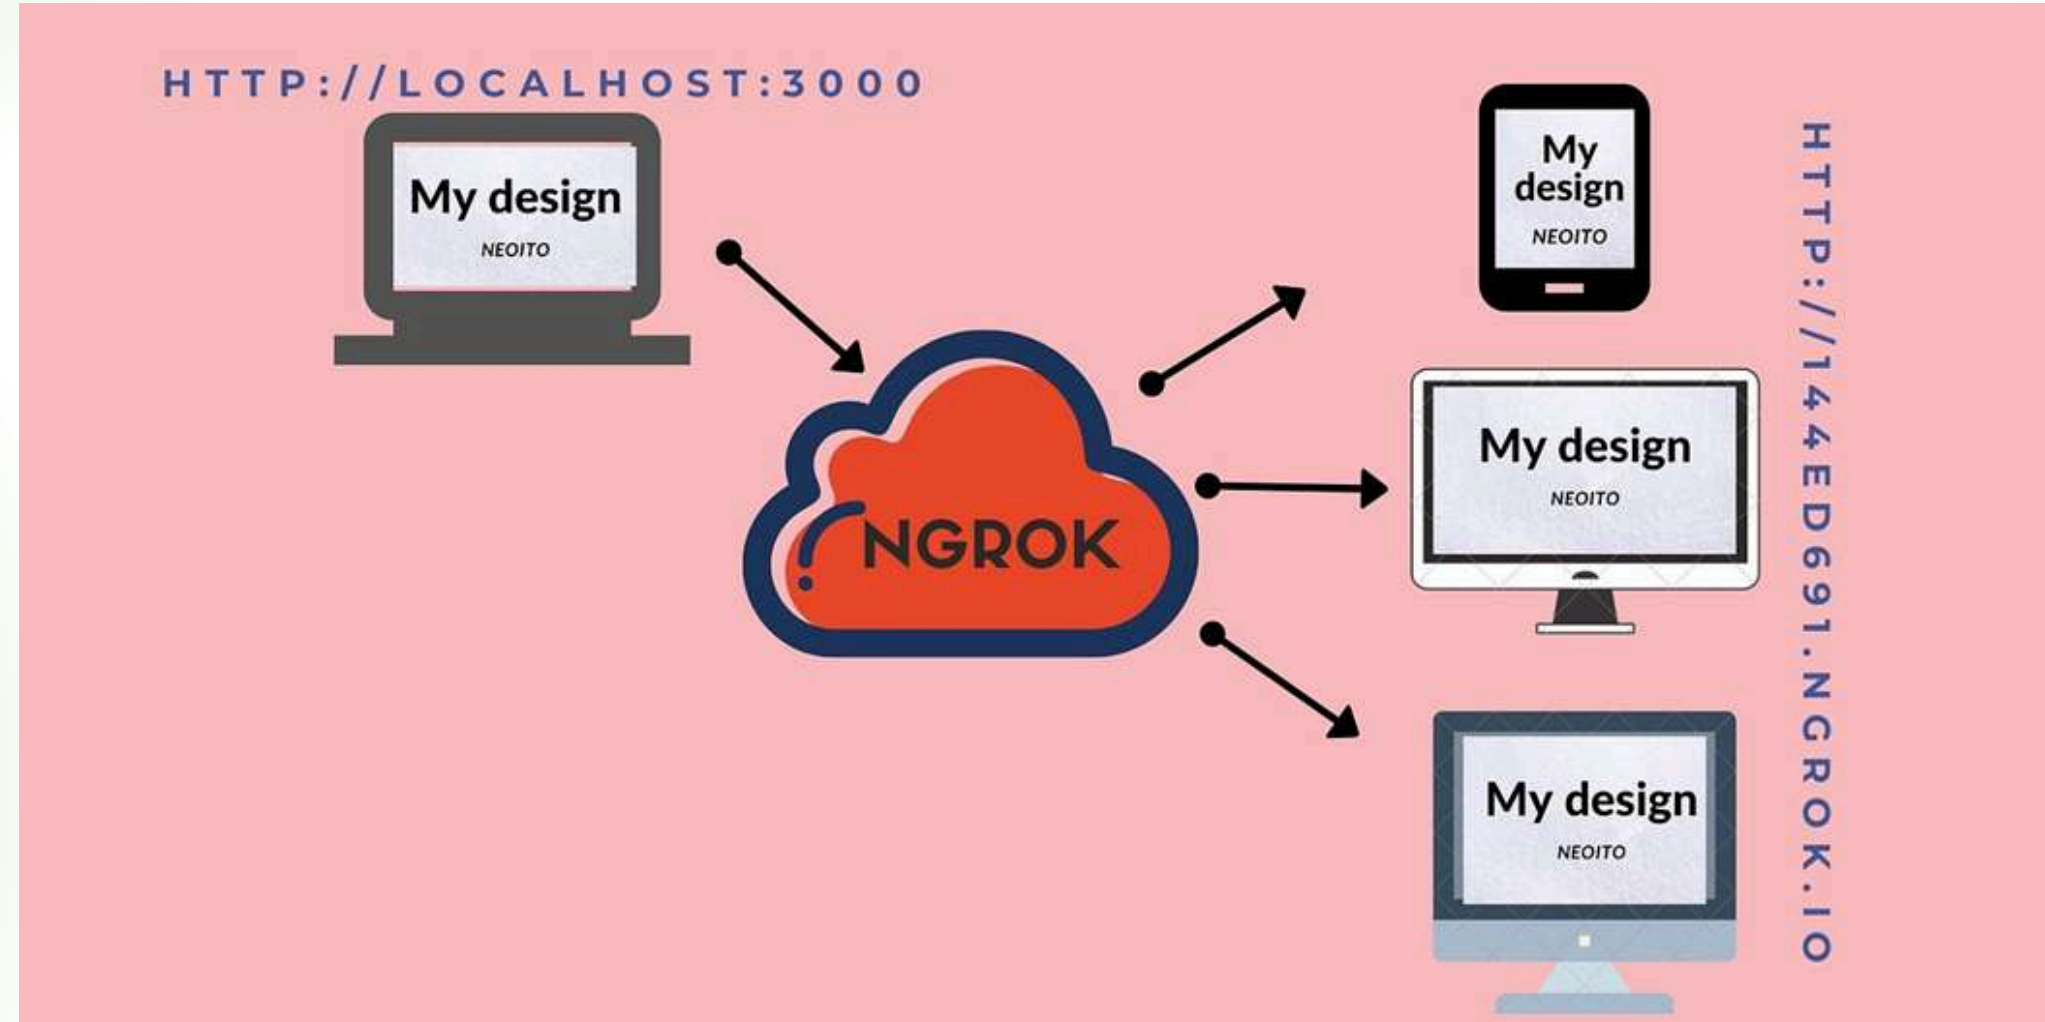 HTTP://LOCALHOST:3000
My design
NEOITO
NGROK
My
design
NEOITO
My design
NEOITO
My design
NEOITO
HTTP://144ED691.NGROK.IO